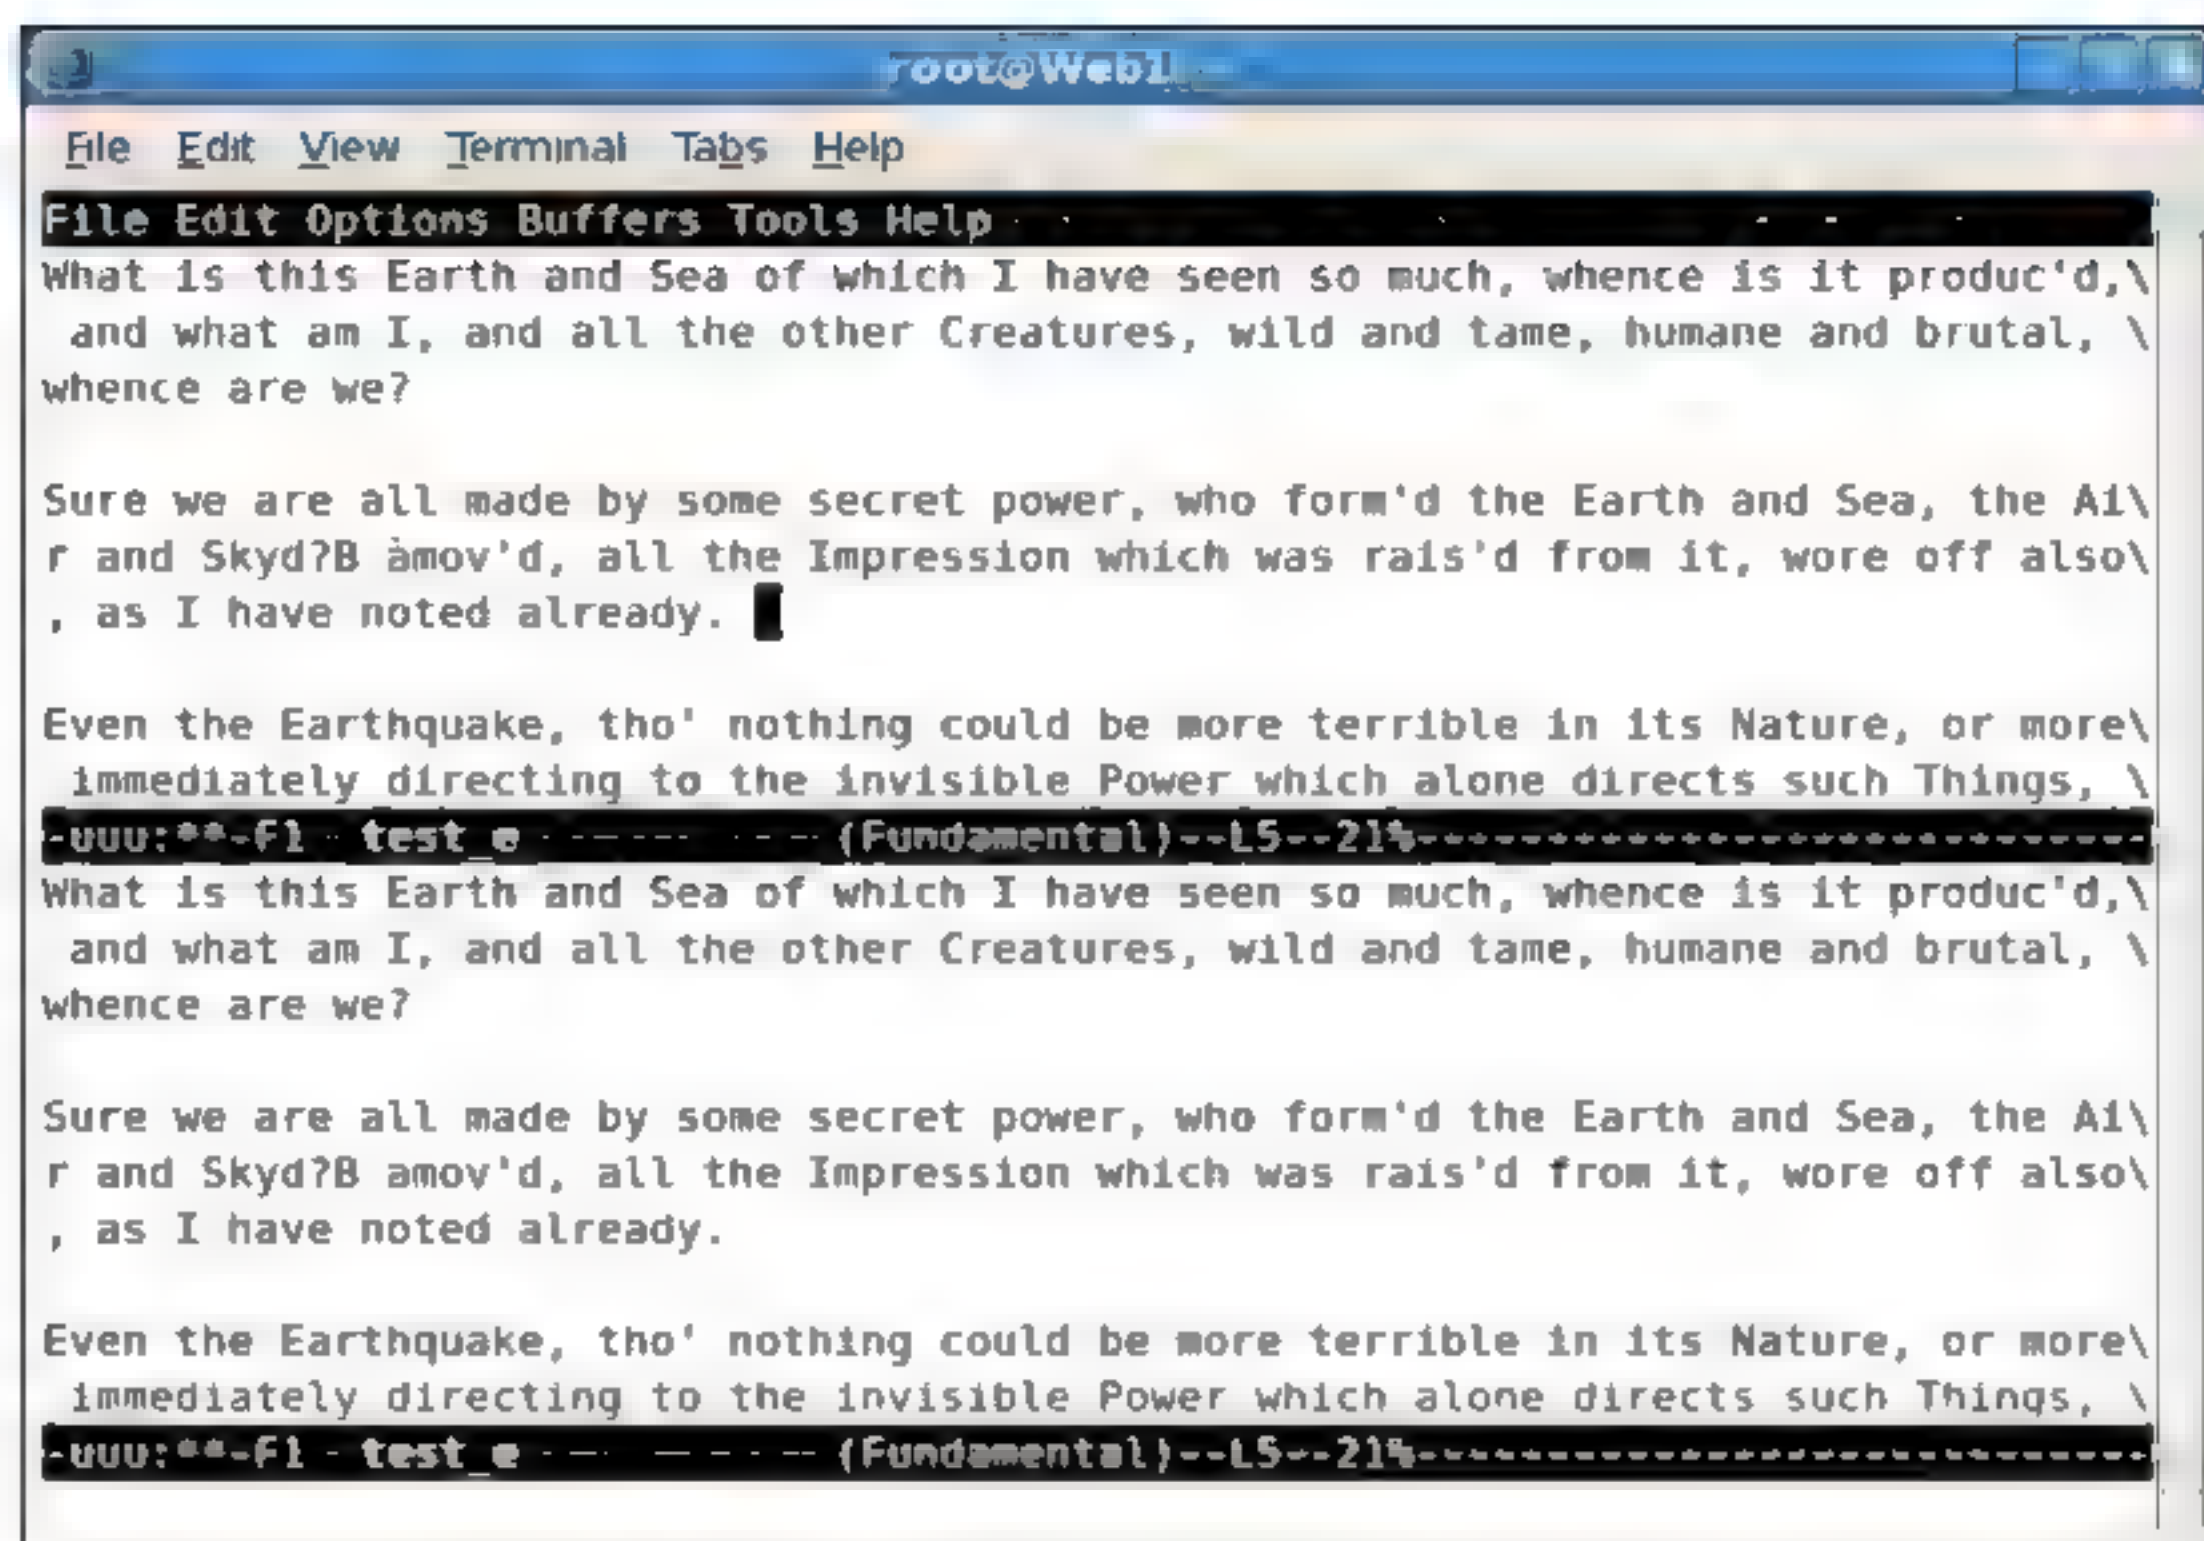 root@Web1
File Edit View Terminal Tabs Help
File Edit Options Buffers Tools Help
What is this Earth and Sea of which I have seen so much, whence is it produc'd,\
 and what am I, and all the other Creatures, wild and tame, humane and brutal, \
whence are we?
Sure we are all made by some secret power, who form'd the Earth and Sea, the Ai\
r and Skyd?B amov'd, all the Impression which was rais'd from it, wore off also\
, as I have noted already.
Even the Earthquake, tho' nothing could be more terrible in its Nature, or more\
 immediately directing to the invisible Power which alone directs such Things, \
-uuu:**-F1 test_e (Fundamental)--L5--21%----------------------------
What is this Earth and Sea of which I have seen so much, whence is it produc'd,\
 and what am I, and all the other Creatures, wild and tame, humane and brutal, \
whence are we?
Sure we are all made by some secret power, who form'd the Earth and Sea, the Ai\
r and Skyd?B amov'd, all the Impression which was rais'd from it, wore off also\
, as I have noted already.
Even the Earthquake, tho' nothing could be more terrible in its Nature, or more\
 immediately directing to the invisible Power which alone directs such Things, \
-uuu:**-F1 test_e (Fundamental)--L5--21%----------------------------